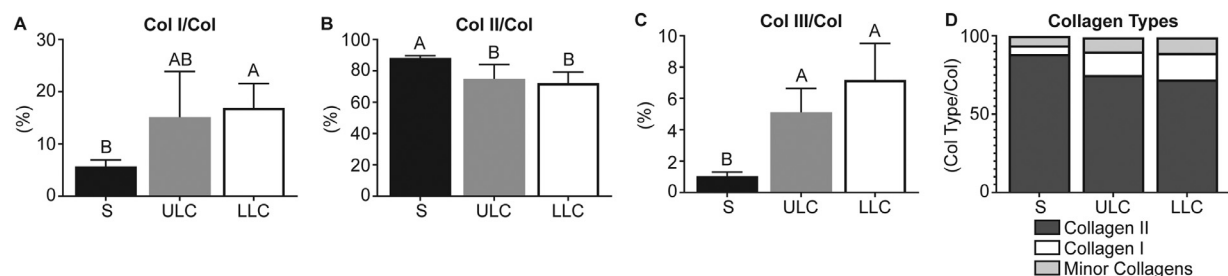 A
Col I/Col
30
20
10
0
(%)
B
AB
A
S
ULC
LLC
B
Col II/Col
100
80
60
40
20
0
(%)
A
B
B
S
ULC
LLC
C
Col III/Col
10
8
6
4
2
0
(%)
B
A
A
S
ULC
LLC
D
Collagen Types
100
50
0
(Col Type/Col)
S
ULC
LLC
Collagen II
Collagen I
Minor Collagens